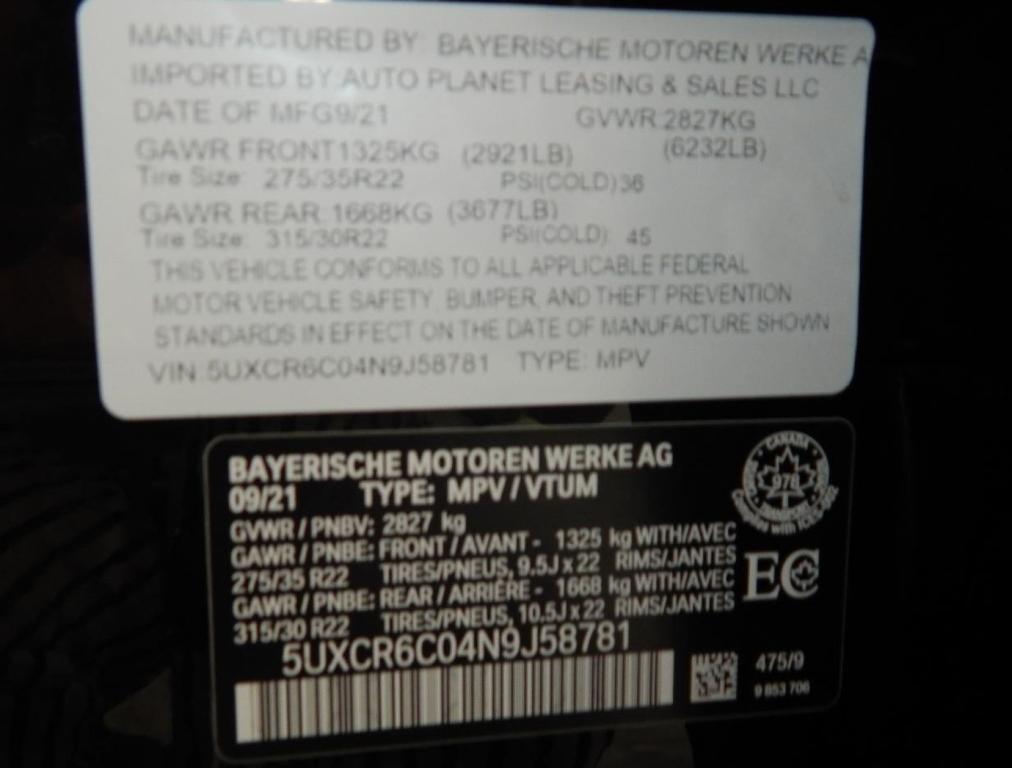 MANUFACTURED BY: BAYERISCHE MOTOREN WERKE A
IMPORTED BY:AUTO PLANET LEASING & SALES LLC
DATE OF MFG9/21 GVWR:2827KG
GAWR FRONT1325KG (2921LB) (6232LB)
Tire Size: 275/35R22 PSI(COLD)36
GAWR REAR:1668KG (3677LB)
Tire Size: 315/30R22 PSI(COLD): 45
THIS VEHICLE CONFORMS TO ALL APPLICABLE FEDERAL
MOTOR VEHICLE SAFETY, BUMPER, AND THEFT PREVENTION
STANDARDS IN EFFECT ON THE DATE OF MANUFACTURE SHOWN
VIN:5UXCR6C04N9J58781 TYPE: MPV
BAYERISCHE MOTOREN WERKE AG
09/21 TYPE: MPV/VTUM
GVWR/PNBV: 2827 kg
GAWR/PNBE: FRONT/AVANT - 1325 kg WITH/AVEC
275/35 R22 TIRES/PNEUS, 9.5Jx22 RIMS/JANTES
GAWR/PNBE: REAR/ARRIÈRE - 1668 kg WITH/AVEC
315/30 R22 TIRES/PNEUS, 10.5Jx22 RIMS/JANTES
5UXCR6C04N9J58781
CANADA
978
TRANSPORT
EC
475/9
9 853 706